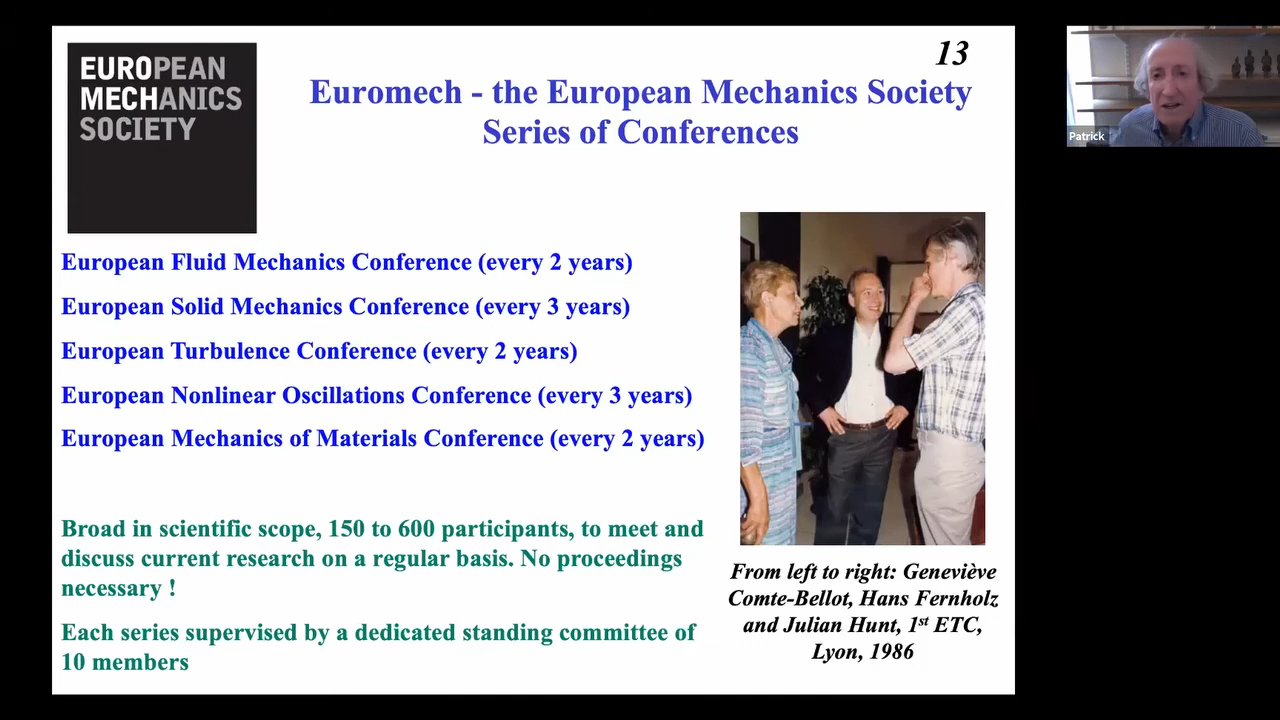 EUROPEAN
MECHANICS
SOCIETY
13
Euromech - the European Mechanics Society
Series of Conferences
European Fluid Mechanics Conference (every 2 years)
European Solid Mechanics Conference (every 3 years)
European Turbulence Conference (every 2 years)
European Nonlinear Oscillations Conference (every 3 years)
European Mechanics of Materials Conference (every 2 years)
Broad in scientific scope, 150 to 600 participants, to meet and
discuss current research on a regular basis. No proceedings
necessary !
Each series supervised by a dedicated standing committee of
10 members
From left to right: Geneviève
Comte-Bellot, Hans Fernholz
and Julian Hunt, 1st ETC,
Lyon, 1986
Patrick